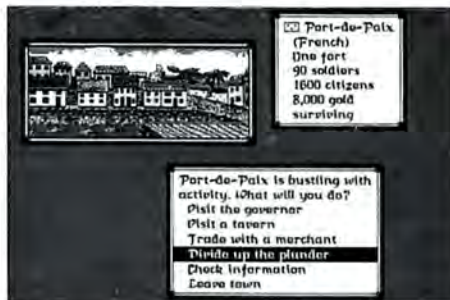 Port-de-Paix
(French)
One fort
90 soldiers
1600 citizens
8,000 gold
surviving
Port-de-Paix is bustling with
activity. What will you do?
Visit the governor
Visit a tavern
Trade with a merchant
Divide up the plunder
Check information
Leave town